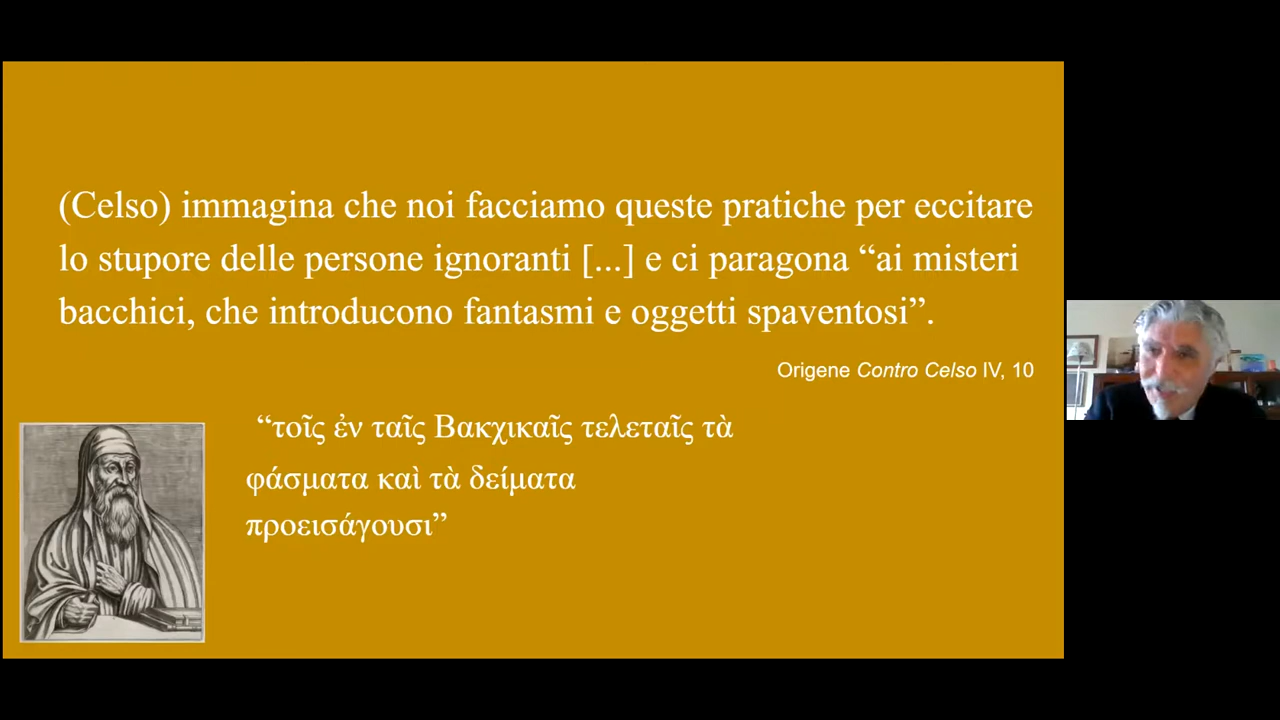 (Celso) immagina che noi facciamo queste pratiche per eccitare
lo stupore delle persone ignoranti [...] e ci paragona “ai misteri
bacchici, che introducono fantasmi e oggetti spaventosi”.
Origene Contro Celso IV, 10
“τοῖς ἐν ταῖς Βακχικαῖς τελεταῖς τὰ
φάσματα καὶ τὰ δείματα
προεισάγουσι”